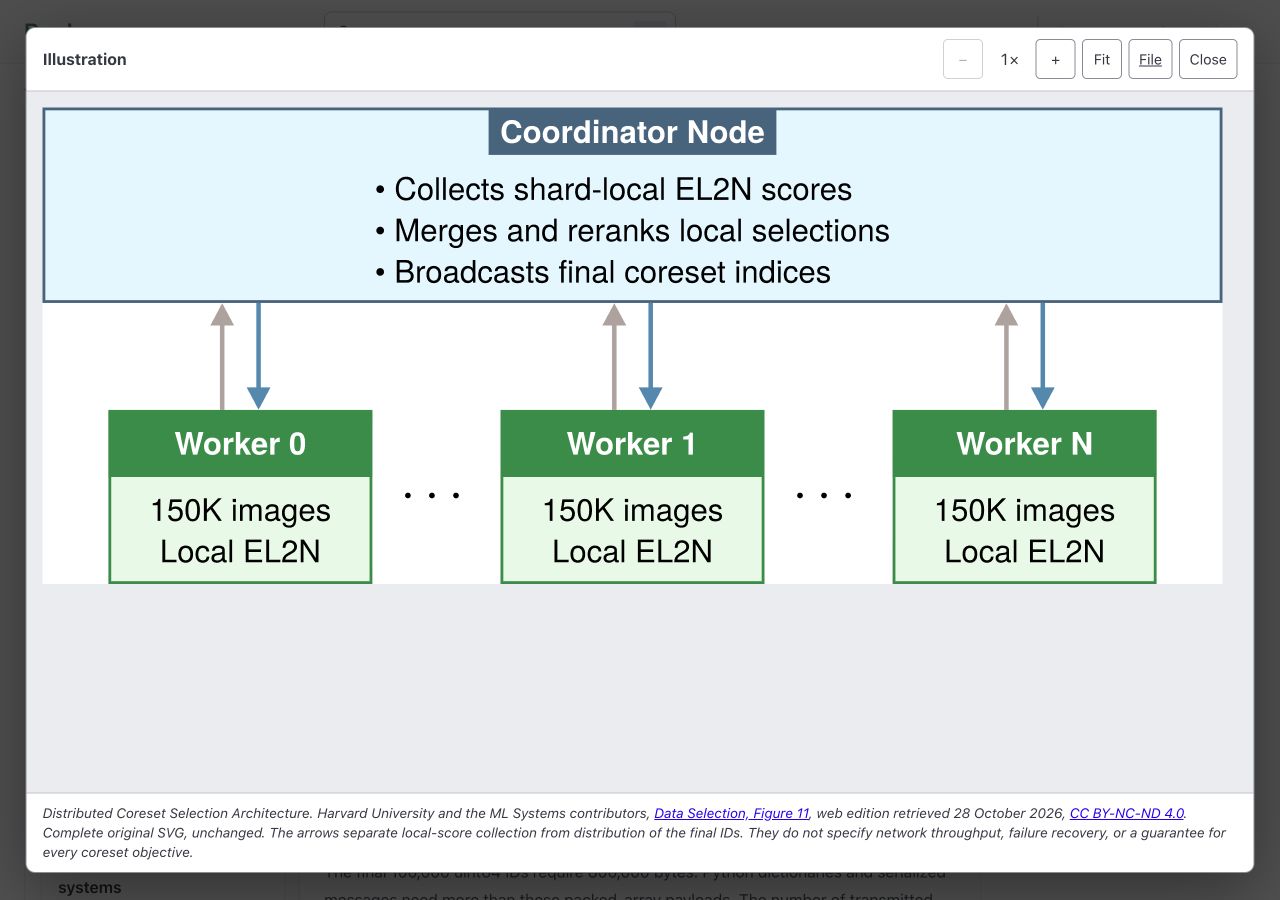 Illustration
−
1×
+
Fit
File
Close
Coordinator Node
• Collects shard-local EL2N scores
• Merges and reranks local selections
• Broadcasts final coreset indices
Worker 0
150K images
Local EL2N
. . .
Worker 1
150K images
Local EL2N
. . .
Worker N
150K images
Local EL2N
Distributed Coreset Selection Architecture. Harvard University and the ML Systems contributors, Data Selection, Figure 11, web edition retrieved 28 October 2026, CC BY-NC-ND 4.0.
Complete original SVG, unchanged. The arrows separate local-score collection from distribution of the final IDs. They do not specify network throughput, failure recovery, or a guarantee for
every coreset objective.
systems